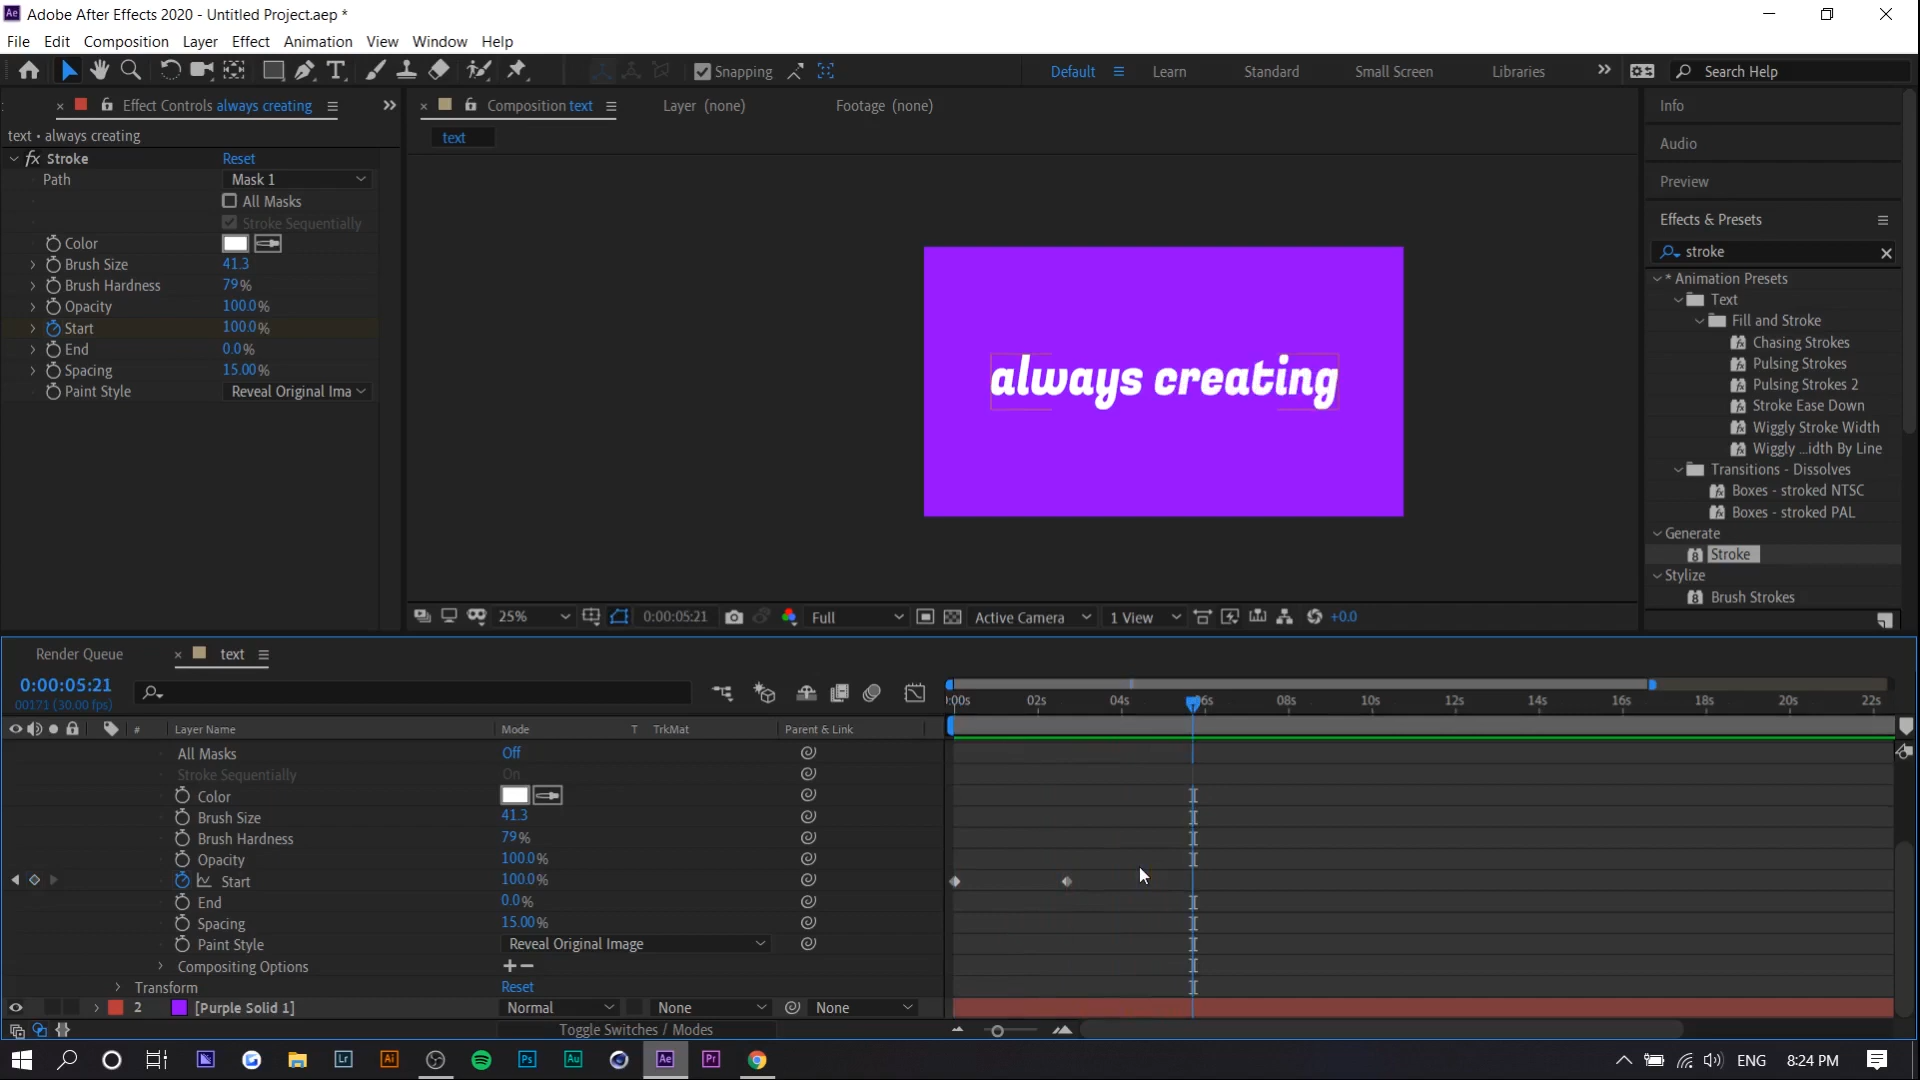 Adobe After Effects 2020 - Untitled Project.aep *
File Edit Composition Layer Effect Animation View Window Help
Snapping Default Learn Standard Small Screen Libraries Search Help
Effect Controls always creating
Composition text Layer (none) Footage (none)
text • always creating
text
fx Stroke Reset
Path Mask 1
All Masks
Stroke Sequentially
Color
Brush Size 41.3
Brush Hardness 79%
Opacity 100.0%
Start 100.0%
End 0.0%
Spacing 15.00%
Paint Style Reveal Original Ima
always creating
25% 0:00:05:21 Full Active Camera 1 View +0.0
Info
Audio
Preview
Effects & Presets
stroke
* Animation Presets
Text
Fill and Stroke
Chasing Strokes
Pulsing Strokes
Pulsing Strokes 2
Stroke Ease Down
Wiggly Stroke Width
Wiggly ...idth By Line
Transitions - Dissolves
Boxes - stroked NTSC
Boxes - stroked PAL
Generate
Stroke
Stylize
Brush Strokes
Render Queue text
0:00:05:21
00171 (30.00 fps)
):00s 02s 04s 06s 08s 10s 12s 14s 16s 18s 20s 22s
# Layer Name Mode T TrkMat Parent & Link
All Masks Off
Stroke Sequentially On
Color
Brush Size 41.3
Brush Hardness 79%
Opacity 100.0%
Start 100.0%
End 0.0%
Spacing 15.00%
Paint Style Reveal Original Image
Compositing Options +−
Transform Reset
2 [Purple Solid 1] Normal None None
Toggle Switches / Modes
Lr Ai Ps Au Ae Pr ENG 8:24 PM